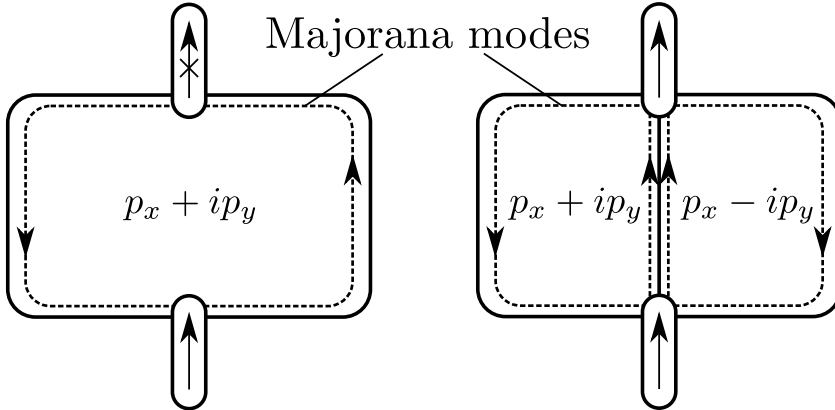 Majorana modes
p_x + ip_y
p_x + ip_y
p_x − ip_y